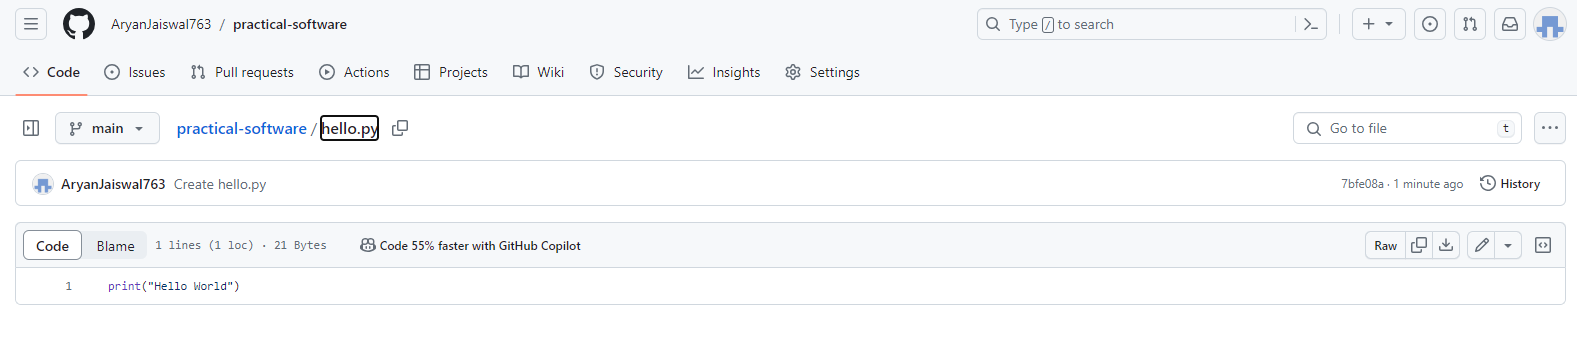 AryanJaiswal763 / practical-software Type / to search
Code Issues Pull requests Actions Projects Wiki Security Insights Settings
main practical-software / hello.py Go to file t
AryanJaiswal763 Create hello.py 7bfe08a · 1 minute ago History
Code Blame 1 lines (1 loc) · 21 Bytes Code 55% faster with GitHub Copilot Raw
1 print("Hello World")